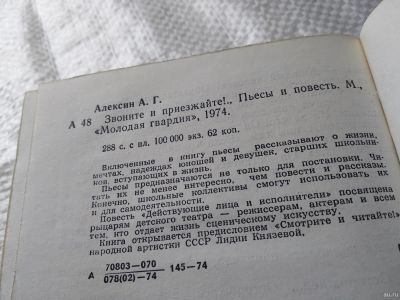 Алексин А. Г.
А 48 Звоните и приезжайте!.. Пьесы и повесть. М.,
«Молодая гвардия», 1974.
288 с. с ил. 100 000 экз. 62 коп.
Включенные в книгу пьесы рассказывают о жизни,
мечтах, надеждах юношей и девушек, старших школьни-
ков, вступающих в жизнь.
Пьесы предназначаются не только для постановки. Чи-
тать их не менее интересно, чем повести и рассказы.
Конечно, школьные коллективы смогут использовать их
и для самодеятельности.
Повесть «Действующие лица и исполнители» посвящена
рыцарям детского театра — режиссерам, актерам и всем
тем, кто отдает жизнь сценическому искусству.
Книга открывается предисловием «Смотрите и читайте!»
народной артистки СССР Лидии Князевой.
А 70803—070
078(02)—74 145—74
au.ru